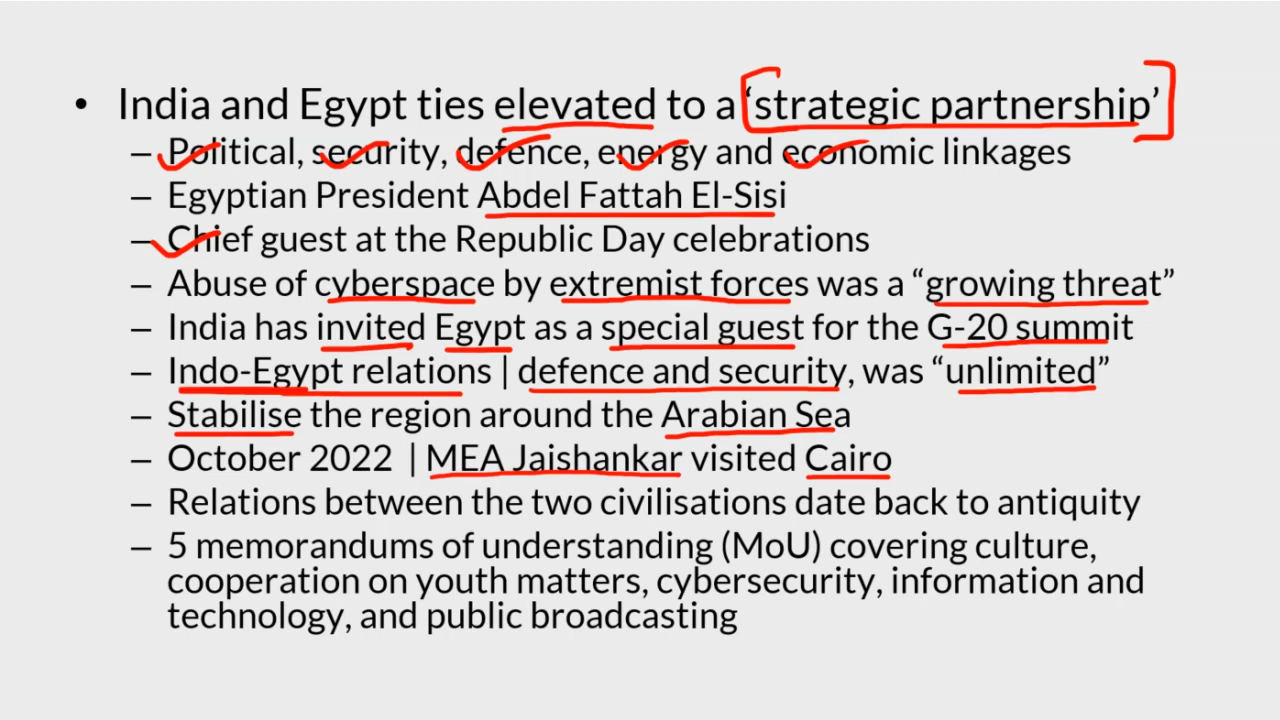 • India and Egypt ties elevated to a ‘strategic partnership’
– Political, security, defence, energy and economic linkages
– Egyptian President Abdel Fattah El-Sisi
– Chief guest at the Republic Day celebrations
– Abuse of cyberspace by extremist forces was a “growing threat”
– India has invited Egypt as a special guest for the G-20 summit
– Indo-Egypt relations | defence and security, was “unlimited”
– Stabilise the region around the Arabian Sea
– October 2022 | MEA Jaishankar visited Cairo
– Relations between the two civilisations date back to antiquity
– 5 memorandums of understanding (MoU) covering culture,
cooperation on youth matters, cybersecurity, information and
technology, and public broadcasting